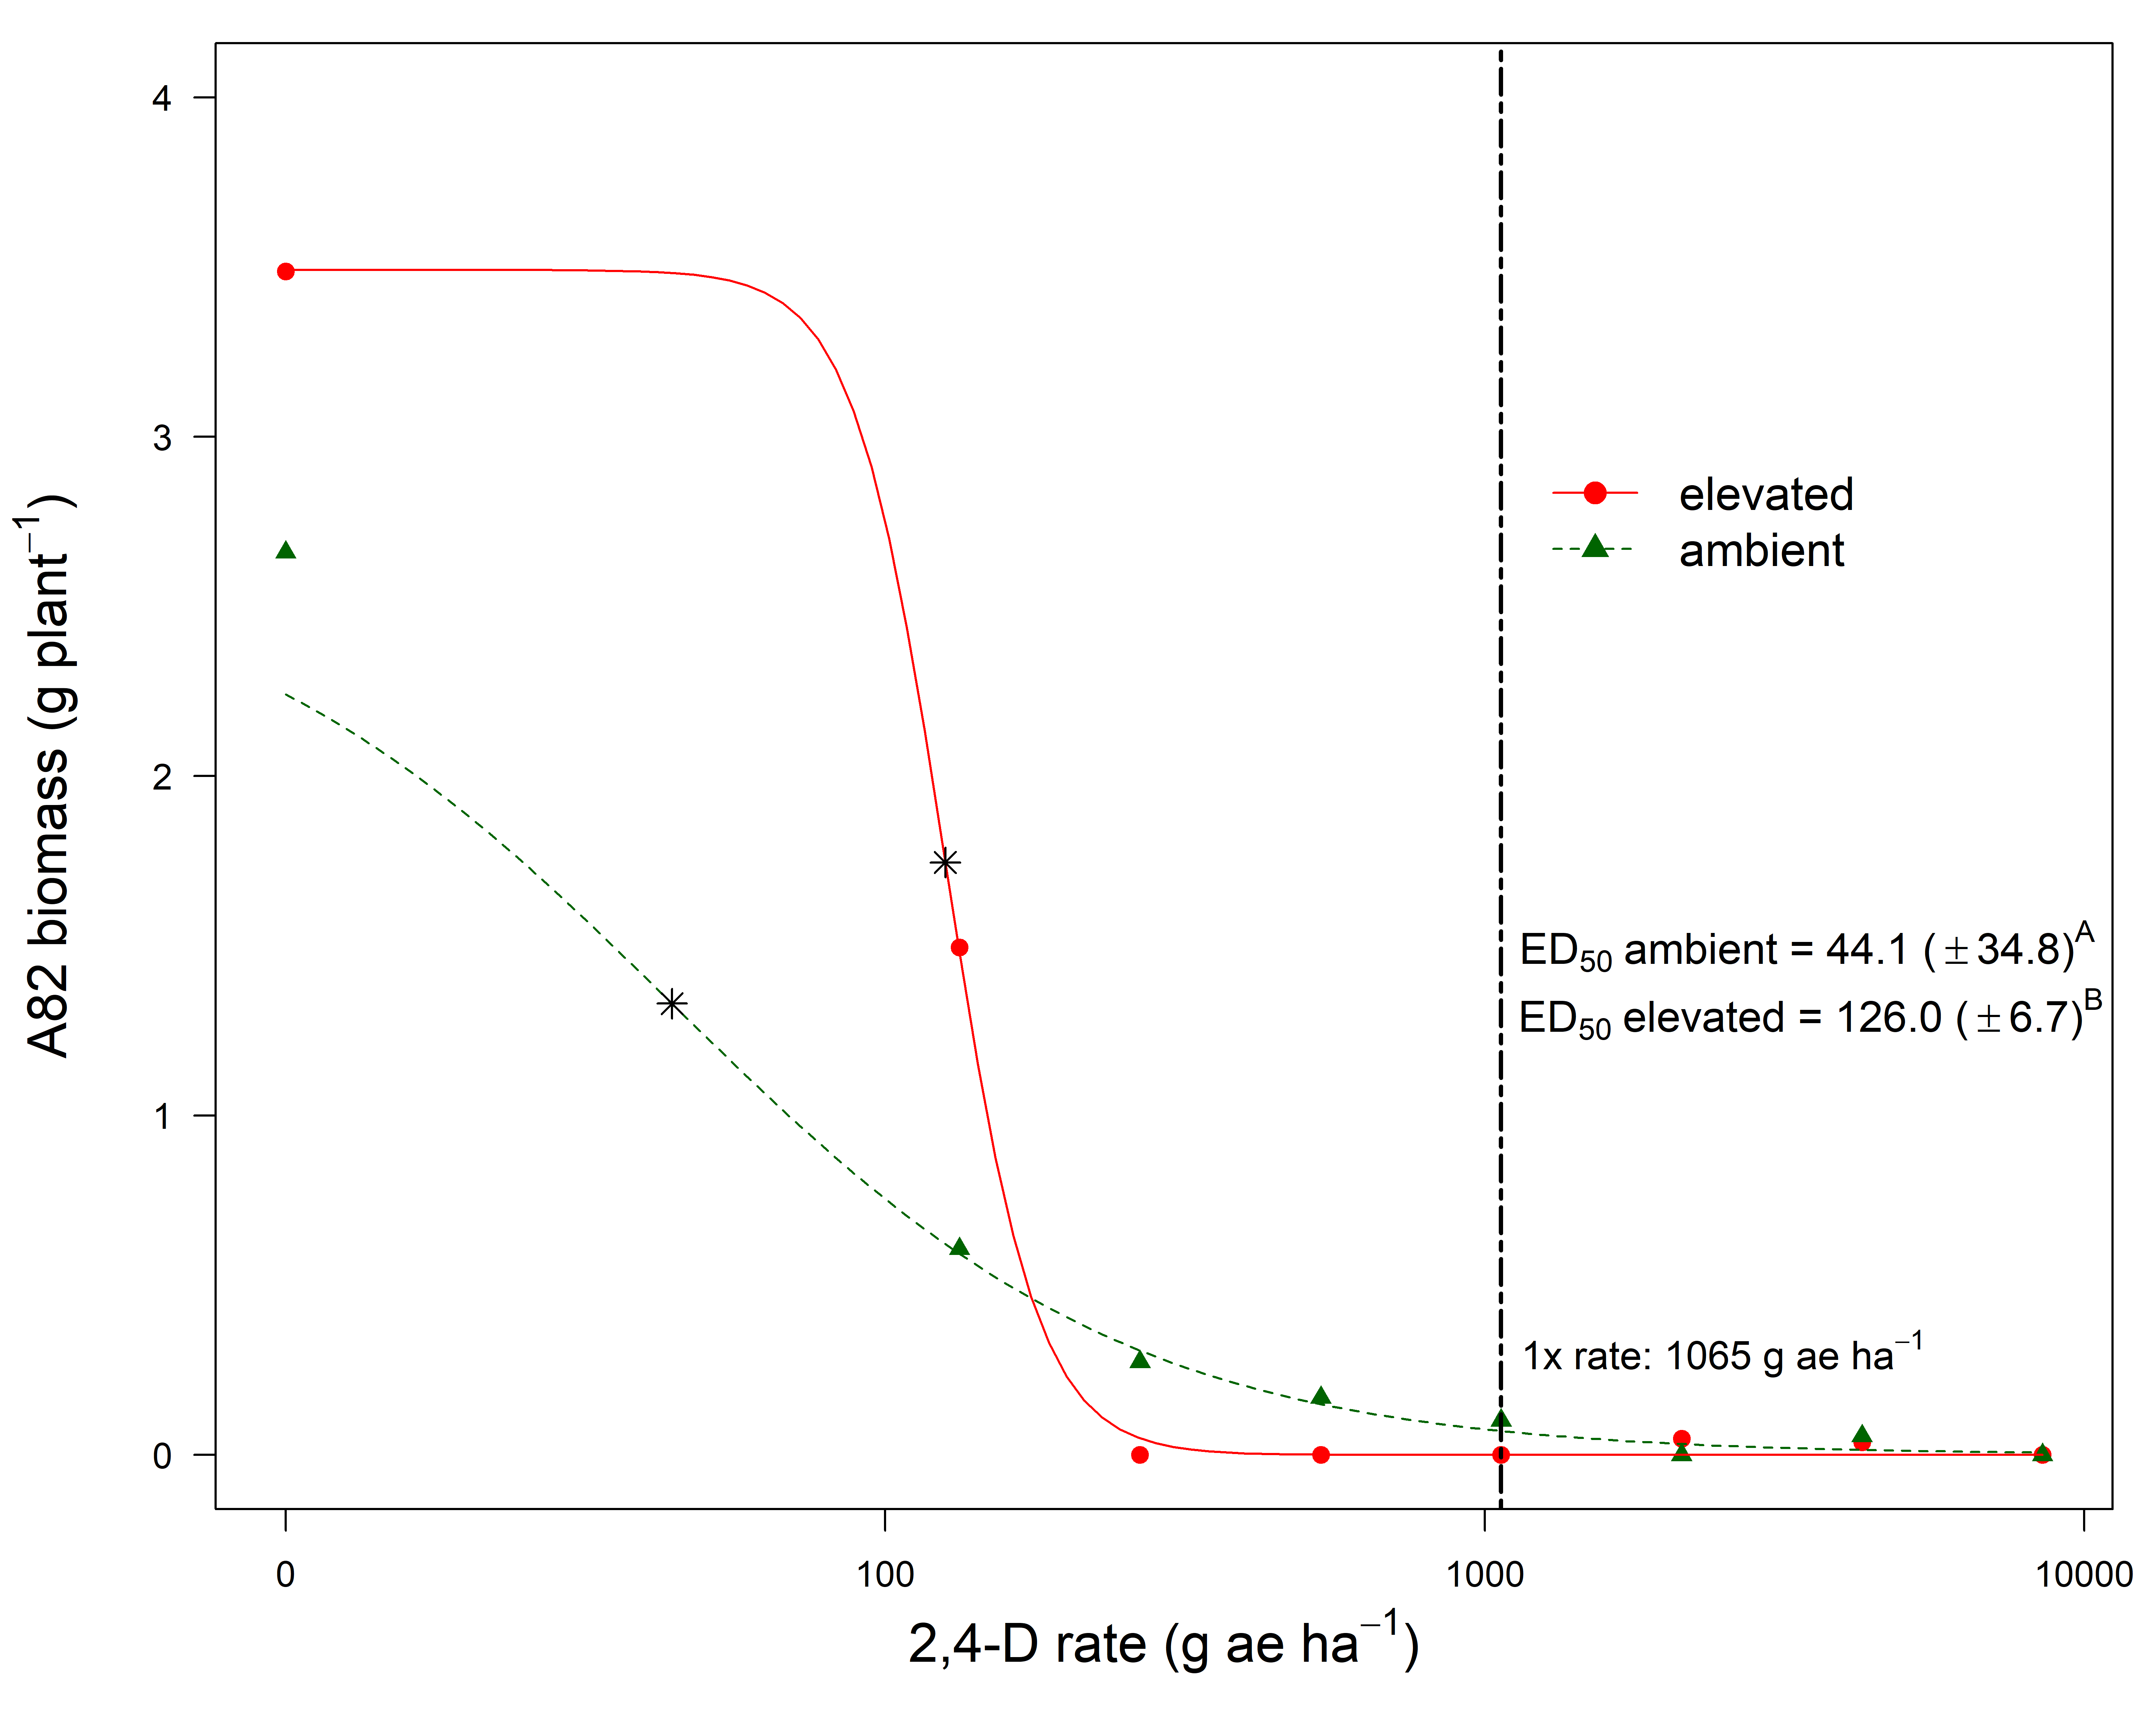 4
3
2
1
0
A82 biomass (g plant⁻¹)
elevated
ambient
ED₅₀ ambient = 44.1 (±34.8)ᴬ
ED₅₀ elevated = 126.0 (±6.7)ᴮ
1x rate: 1065 g ae ha⁻¹
0 100 1000 10000
2,4-D rate (g ae ha⁻¹)